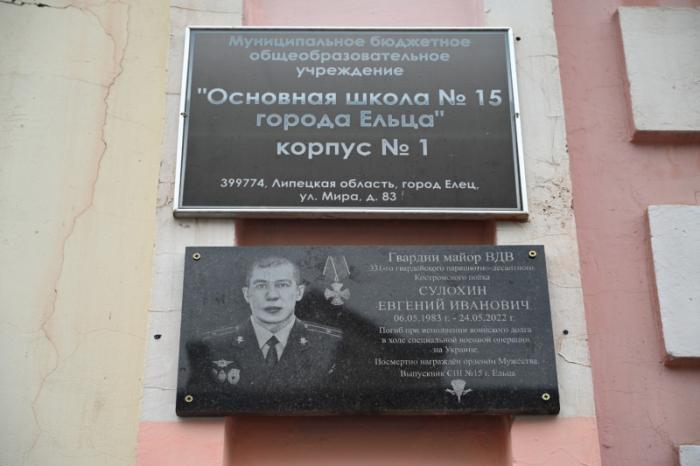 Муниципальное бюджетное
общеобразовательное
учреждение
"Основная школа № 15
города Ельца"
корпус № 1
399774, Липецкая область, город Елец,
ул. Мира, д. 83
Гвардии майор ВДВ
331-го гвардейского парашютно-десантного
Костромского полка
СУЛОХИН
ЕВГЕНИЙ ИВАНОВИЧ
06.05.1983 г. - 24.05.2022 г.
Погиб при исполнении воинского долга
в ходе специальной военной операции
на Украине.
Посмертно награждён орденом Мужества.
Выпускник СШ №15 г. Ельца